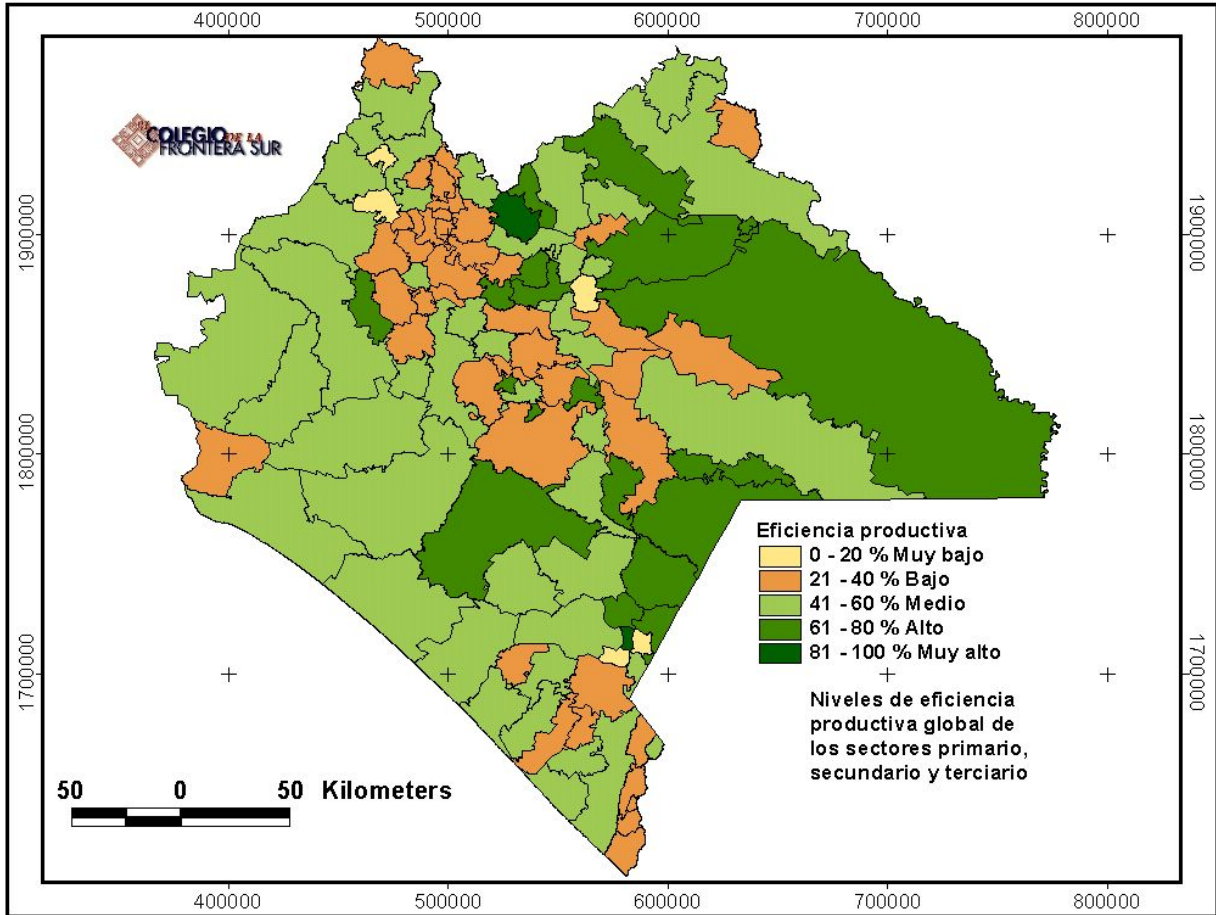 400000 500000 600000 700000 800000
EL COLEGIO DE LA
FRONTERA SUR
1900000 1900000
1800000 1800000
Eficiencia productiva
0 - 20 % Muy bajo
21 - 40 % Bajo
41 - 60 % Medio
61 - 80 % Alto
81 - 100 % Muy alto
1700000 1700000
Niveles de eficiencia
productiva global de
los sectores primario,
secundario y terciario
50 0 50 Kilometers
400000 500000 600000 700000 800000